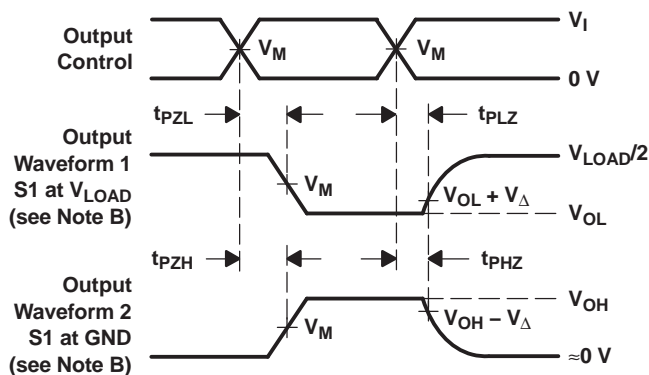 Output
Control
V_M
V_M
V_I
0 V
t_PZL
t_PLZ
Output
Waveform 1
S1 at V_LOAD
(see Note B)
V_M
V_OL + V_Δ
V_LOAD/2
V_OL
t_PZH
t_PHZ
Output
Waveform 2
S1 at GND
(see Note B)
V_M
V_OH − V_Δ
V_OH
≈0 V